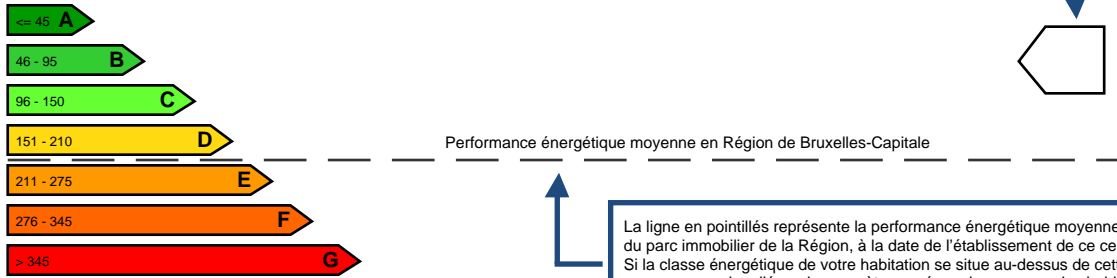 <= 45 A
46 - 95 B
96 - 150 C
151 - 210 D
Performance énergétique moyenne en Région de Bruxelles-Capitale
211 - 275 E
276 - 345 F
> 345 G
La ligne en pointillés représente la performance énergétique moyenne
du parc immobilier de la Région, à la date de l'établissement de ce ce
Si la classe énergétique de votre habitation se situe au-dessus de cet